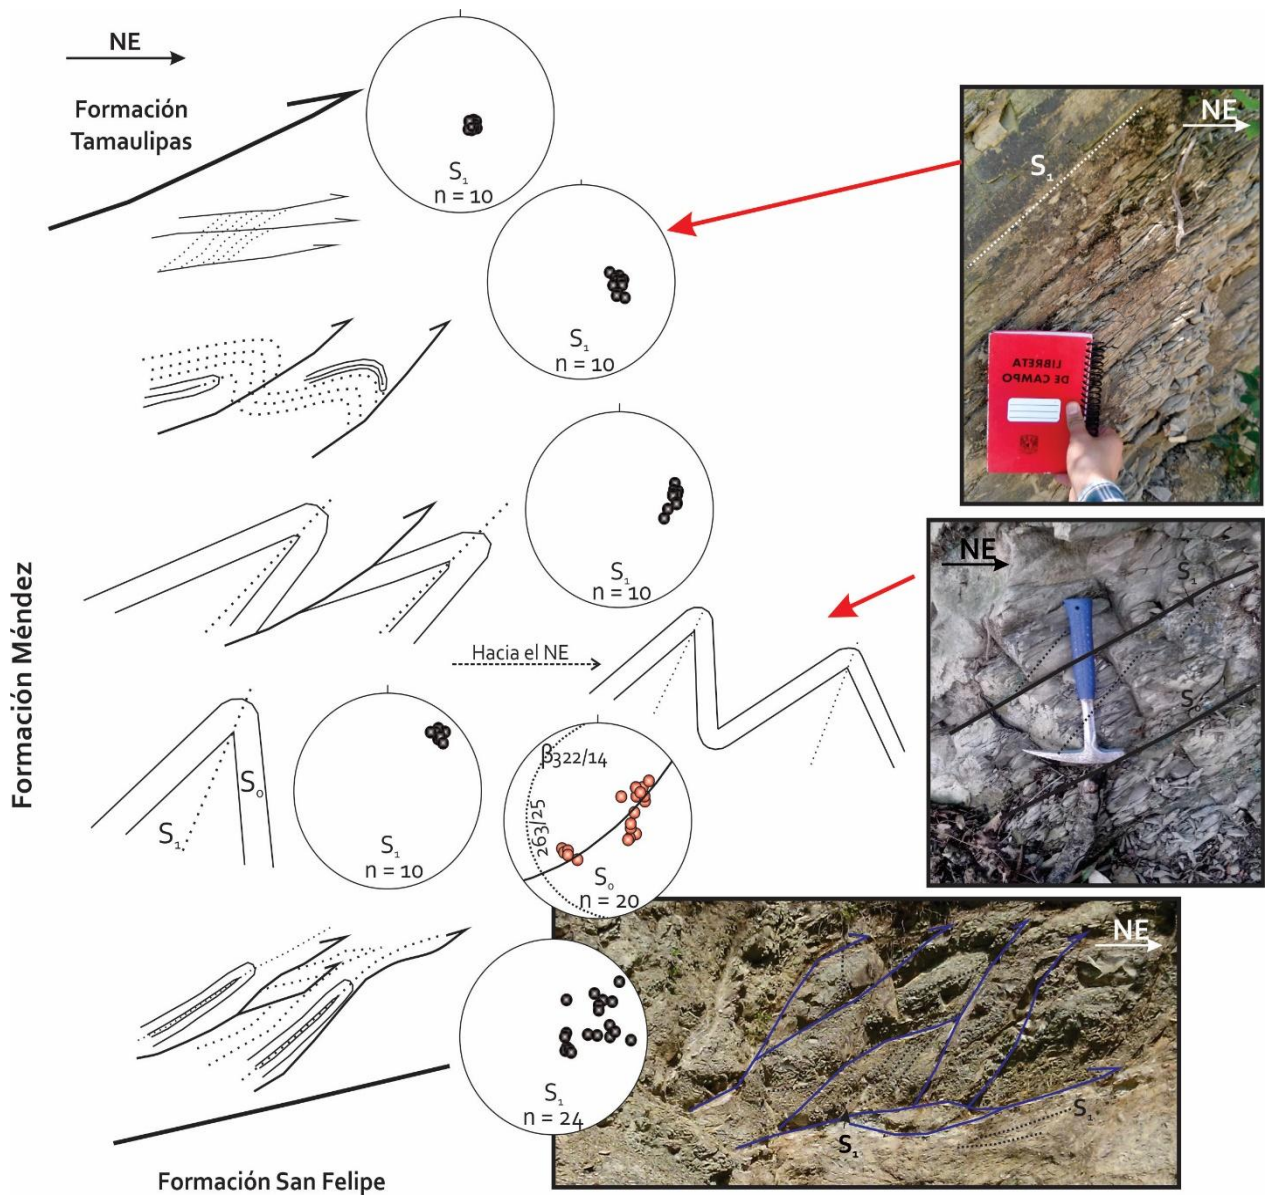 NE
Formación
Tamaulipas
S₁
n = 10
NE
S₁
S₁
n = 10
LIBRETA
DE CAMPO
S₁
n = 10
NE
S₁
S₀
Formación Méndez
Hacia el NE
S₀
S₁
S₁
n = 10
β322/14
263/25
S₀
n = 20
NE
S₁
n = 24
S₁
S₁
Formación San Felipe